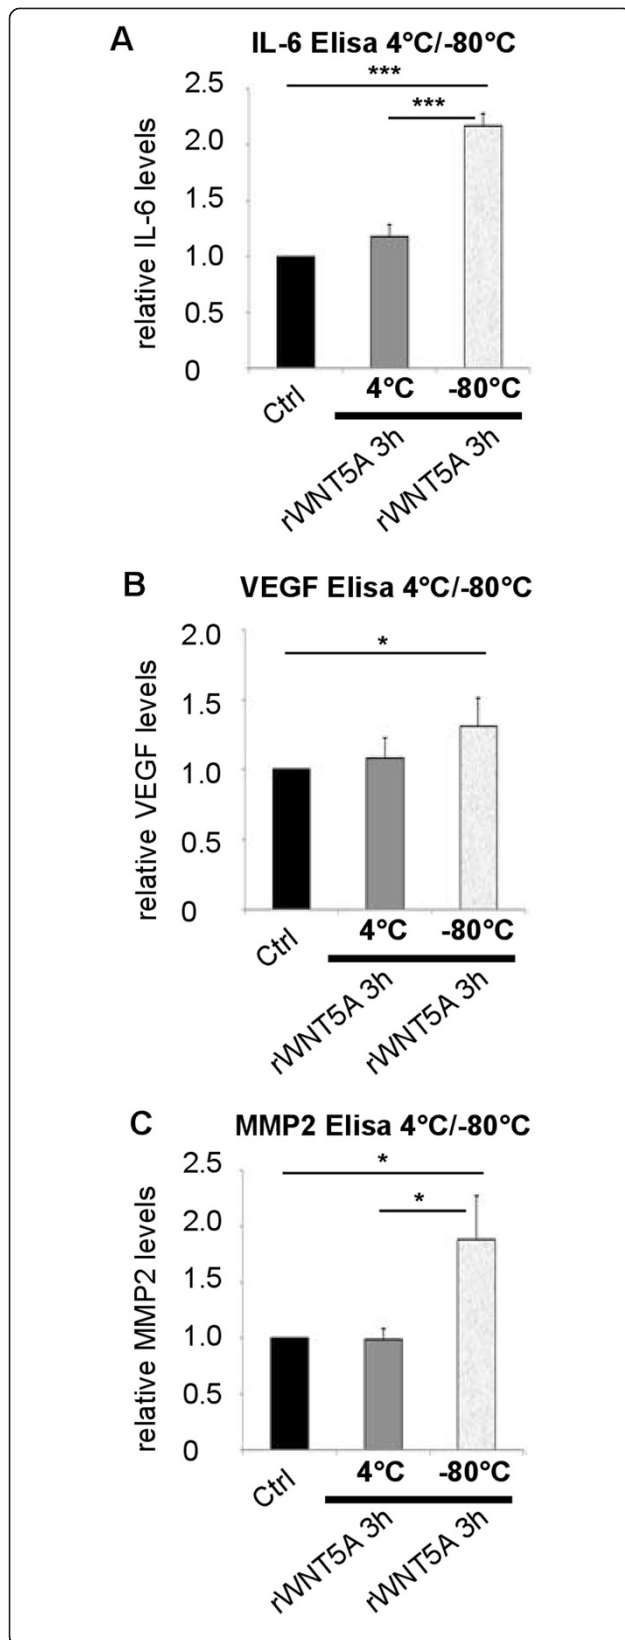 A IL-6 Elisa 4°C/-80°C
***
***
relative IL-6 levels
2.5
2.0
1.5
1.0
0.5
0
4°C -80°C
Ctrl
rWNT5A 3h rWNT5A 3h
B VEGF Elisa 4°C/-80°C
*
relative VEGF levels
2.0
1.5
1.0
0.5
0
4°C -80°C
Ctrl
rWNT5A 3h rWNT5A 3h
C MMP2 Elisa 4°C/-80°C
*
*
relative MMP2 levels
2.5
2.0
1.5
1.0
0.5
0
4°C -80°C
Ctrl
rWNT5A 3h rWNT5A 3h